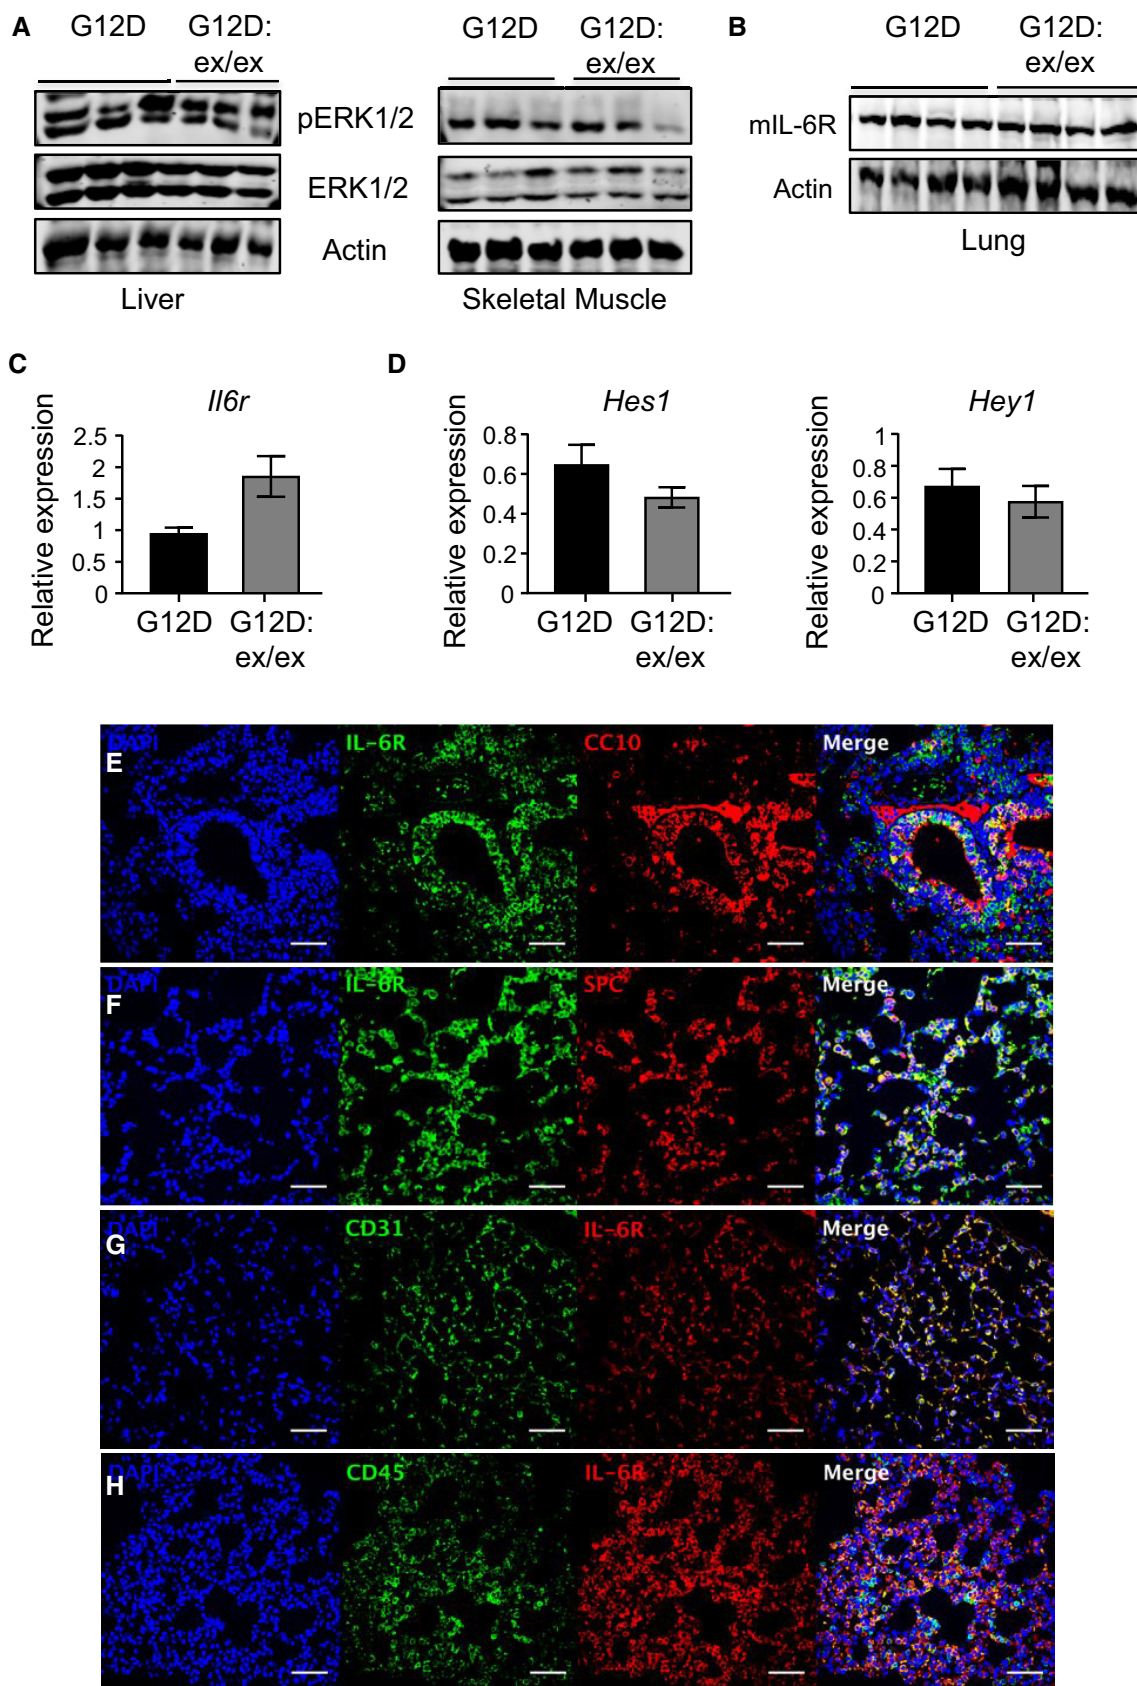 A
G12D
G12D:
ex/ex
pERK1/2
ERK1/2
Actin
Liver
G12D
G12D:
ex/ex
Skeletal Muscle
B
G12D
G12D:
ex/ex
mIL-6R
Actin
Lung
C
Il6r
Relative expression
2.5
2
1.5
1
0.5
0
G12D
G12D:
ex/ex
D
Hes1
Relative expression
0.8
0.6
0.4
0.2
0
G12D
G12D:
ex/ex
Hey1
Relative expression
1
0.8
0.6
0.4
0.2
0
G12D
G12D:
ex/ex
E
DAPI
IL-6R
CC10
Merge
F
DAPI
IL-6R
SPC
Merge
G
DAPI
CD31
IL-6R
Merge
H
DAPI
CD45
IL-6R
Merge